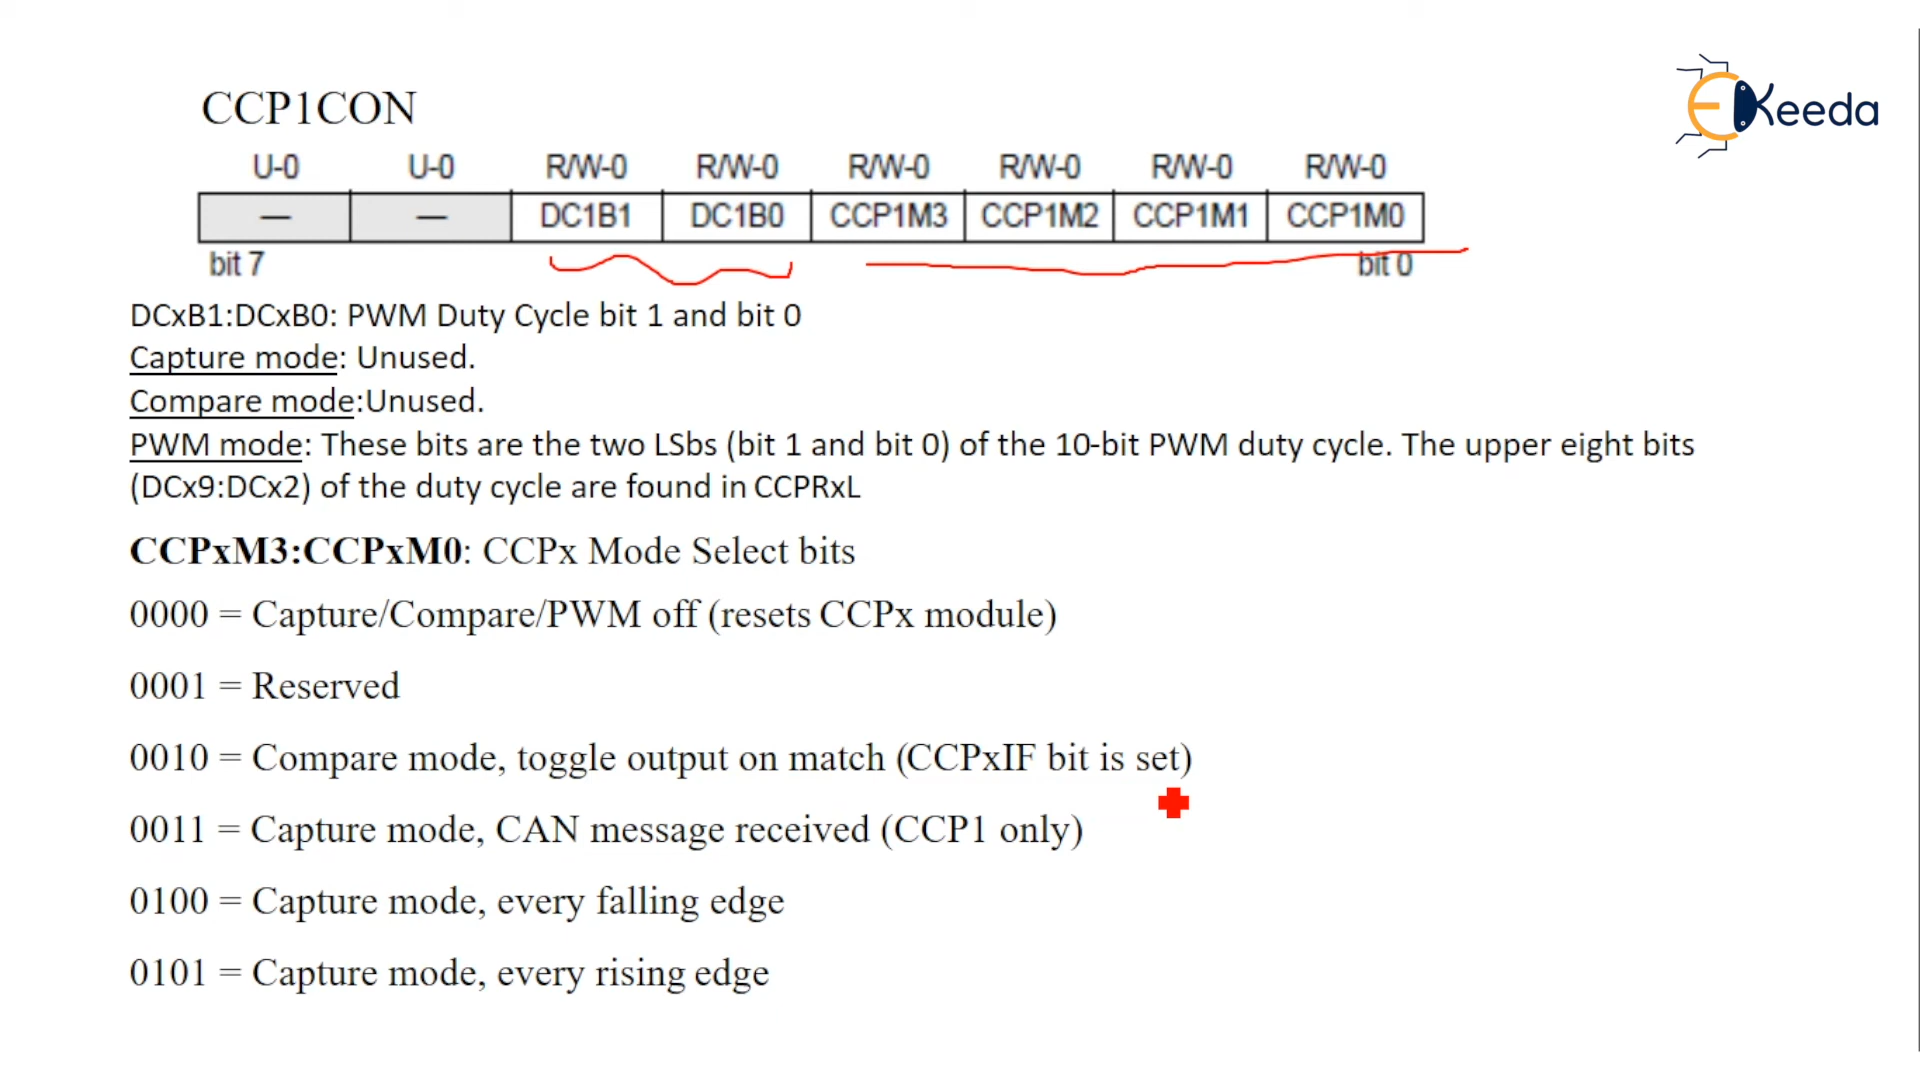 CCP1CON
EKeeda
U-0 U-0 R/W-0 R/W-0 R/W-0 R/W-0 R/W-0 R/W-0
— — DC1B1 DC1B0 CCP1M3 CCP1M2 CCP1M1 CCP1M0
bit 7 bit 0
DCxB1:DCxB0: PWM Duty Cycle bit 1 and bit 0
Capture mode: Unused.
Compare mode:Unused.
PWM mode: These bits are the two LSbs (bit 1 and bit 0) of the 10-bit PWM duty cycle. The upper eight bits
(DCx9:DCx2) of the duty cycle are found in CCPRxL
CCPxM3:CCPxM0: CCPx Mode Select bits
0000 = Capture/Compare/PWM off (resets CCPx module)
0001 = Reserved
0010 = Compare mode, toggle output on match (CCPxIF bit is set)
0011 = Capture mode, CAN message received (CCP1 only)
0100 = Capture mode, every falling edge
0101 = Capture mode, every rising edge